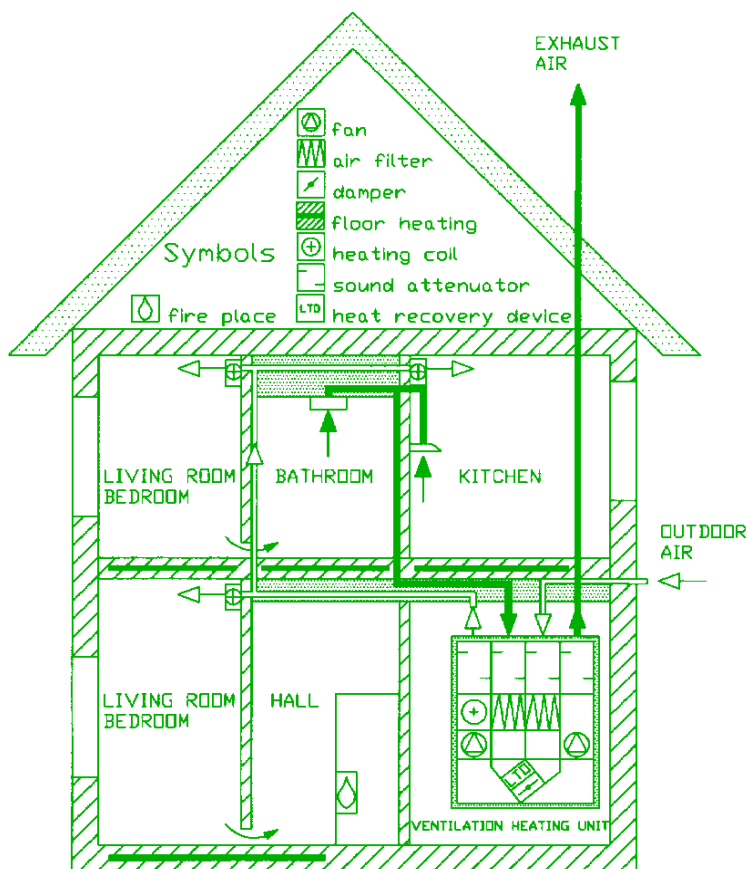 EXHAUST
AIR
fan
air filter
damper
floor heating
Symbols
heating coil
sound attenuator
fire place
LTO
heat recovery device
LIVING ROOM
BEDROOM
BATHROOM
KITCHEN
OUTDOOR
AIR
LIVING ROOM
BEDROOM
HALL
LTO
VENTILATION HEATING UNIT